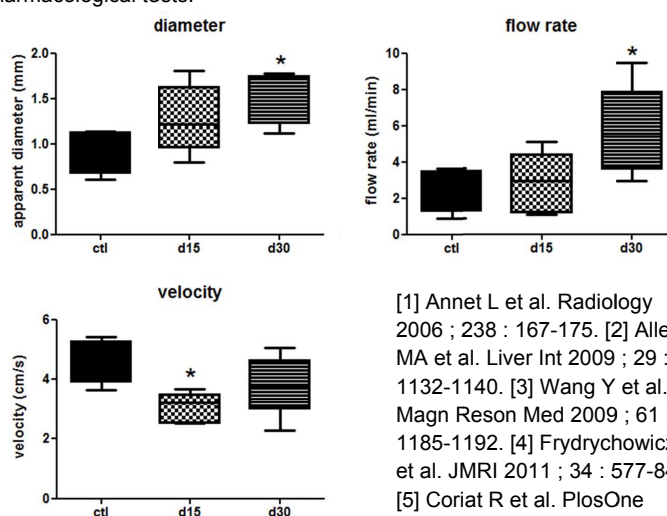 diameter
flow rate
apparent diameter (mm)
2.0
1.5
1.0
0.5
0.0
*
ctl
d15
d30
flow rate (ml/min)
10
8
6
4
2
0
*
ctl
d15
d30
velocity
velocity (cm/s)
6
4
2
0
*
ctl
d15
d30
[1] Annet L et al. Radiology
2006 ; 238 : 167-175. [2] Alle
MA et al. Liver Int 2009 ; 29 :
1132-1140. [3] Wang Y et al.
Magn Reson Med 2009 ; 61
1185-1192. [4] Frydrychowicz
et al. JMRI 2011 ; 34 : 577-84
[5] Coriat R et al. PlosOne